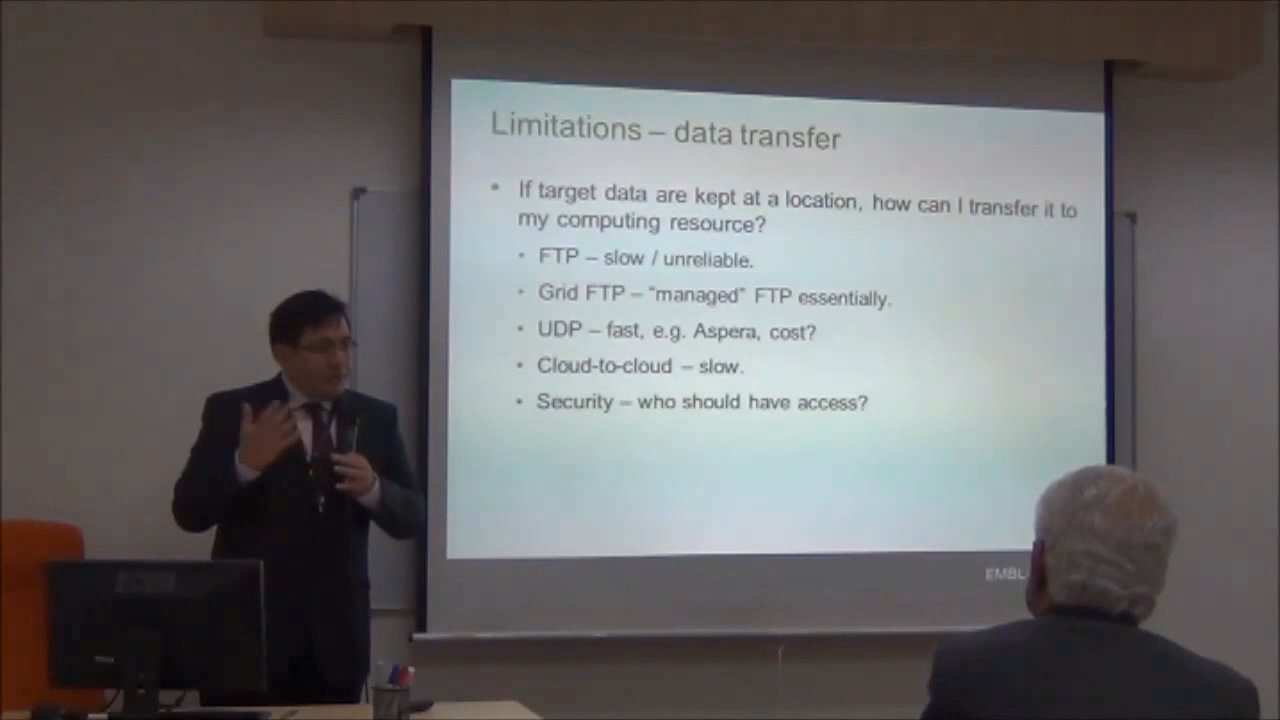 Limitations – data transfer
• If target data are kept at a location, how can I transfer it to
my computing resource?
• FTP – slow / unreliable.
• Grid FTP – “managed” FTP essentially.
• UDP – fast, e.g. Aspera, cost?
• Cloud-to-cloud – slow.
• Security – who should have access?
EMBL